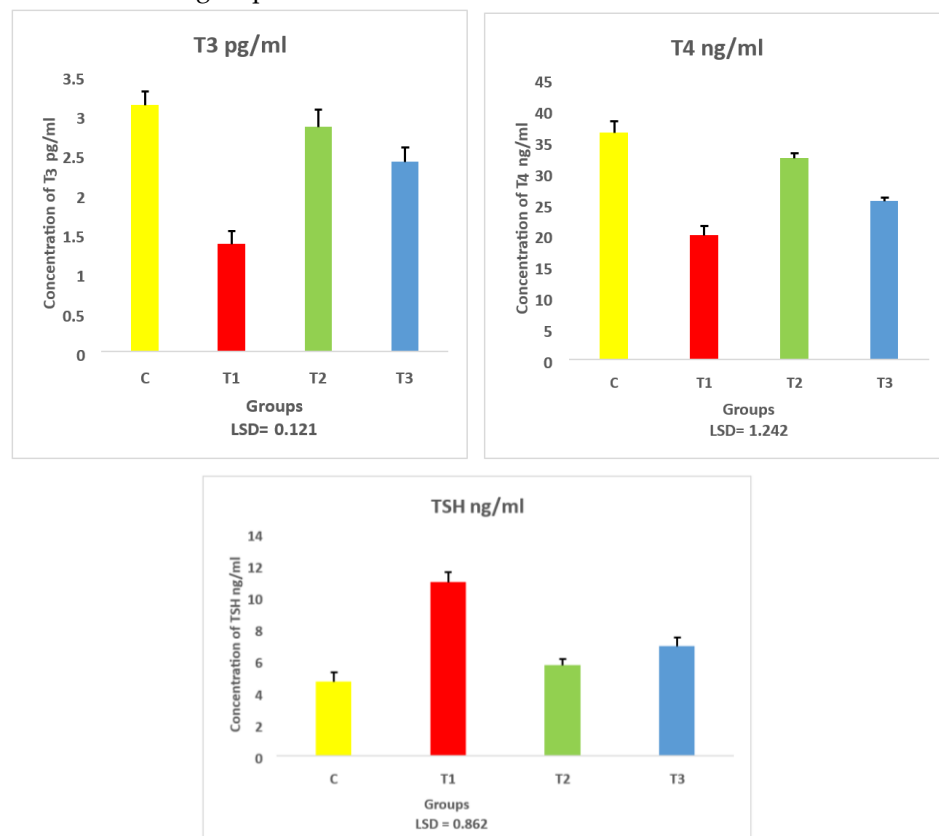 T3 pg/ml
Concentration of T3 pg/ml
3.5
3
2.5
2
1.5
1
0.5
0
C T1 T2 T3
Groups
LSD= 0.121
T4 ng/ml
Concentration of T4 ng/ml
45
40
35
30
25
20
15
10
5
0
C T1 T2 T3
Groups
LSD= 1.242
TSH ng/ml
Concentration of TSH ng/ml
14
12
10
8
6
4
2
0
C T1 T2 T3
Groups
LSD = 0.862